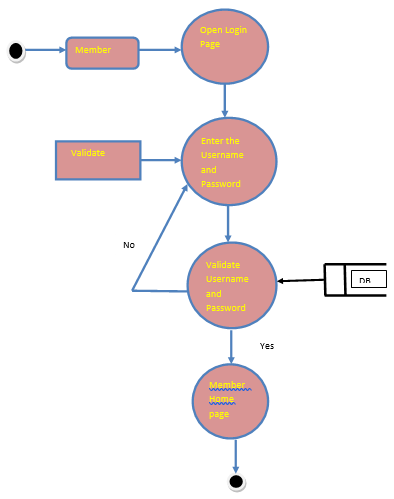 Open Login
Page
Member
Enter the
Username
and
Password
Validate
No
Validate
Username
and
Password
DB
Yes
Member
Home
page